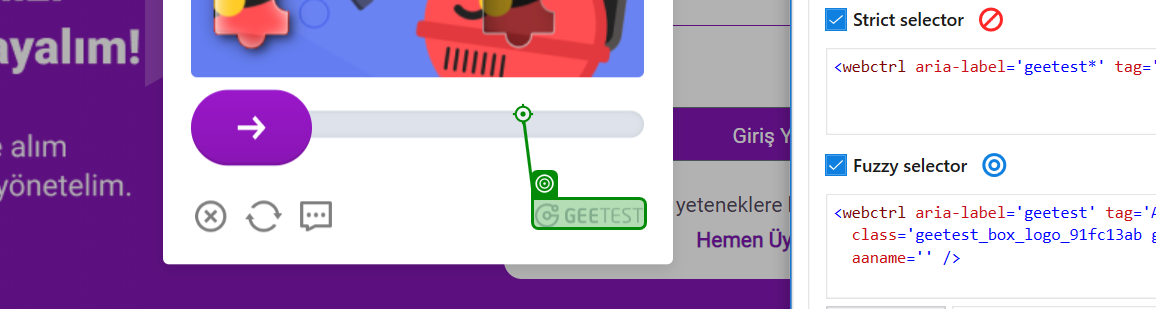 ayalım!
e alım
yönetelim.
GEETEST
Giriş Y
yeteneklere
Hemen Üy
Strict selector
<webctrl aria-label='geetest*' tag='
Fuzzy selector
<webctrl aria-label='geetest' tag='A
class='geetest_box_logo_91fc13ab g
aaname='' />